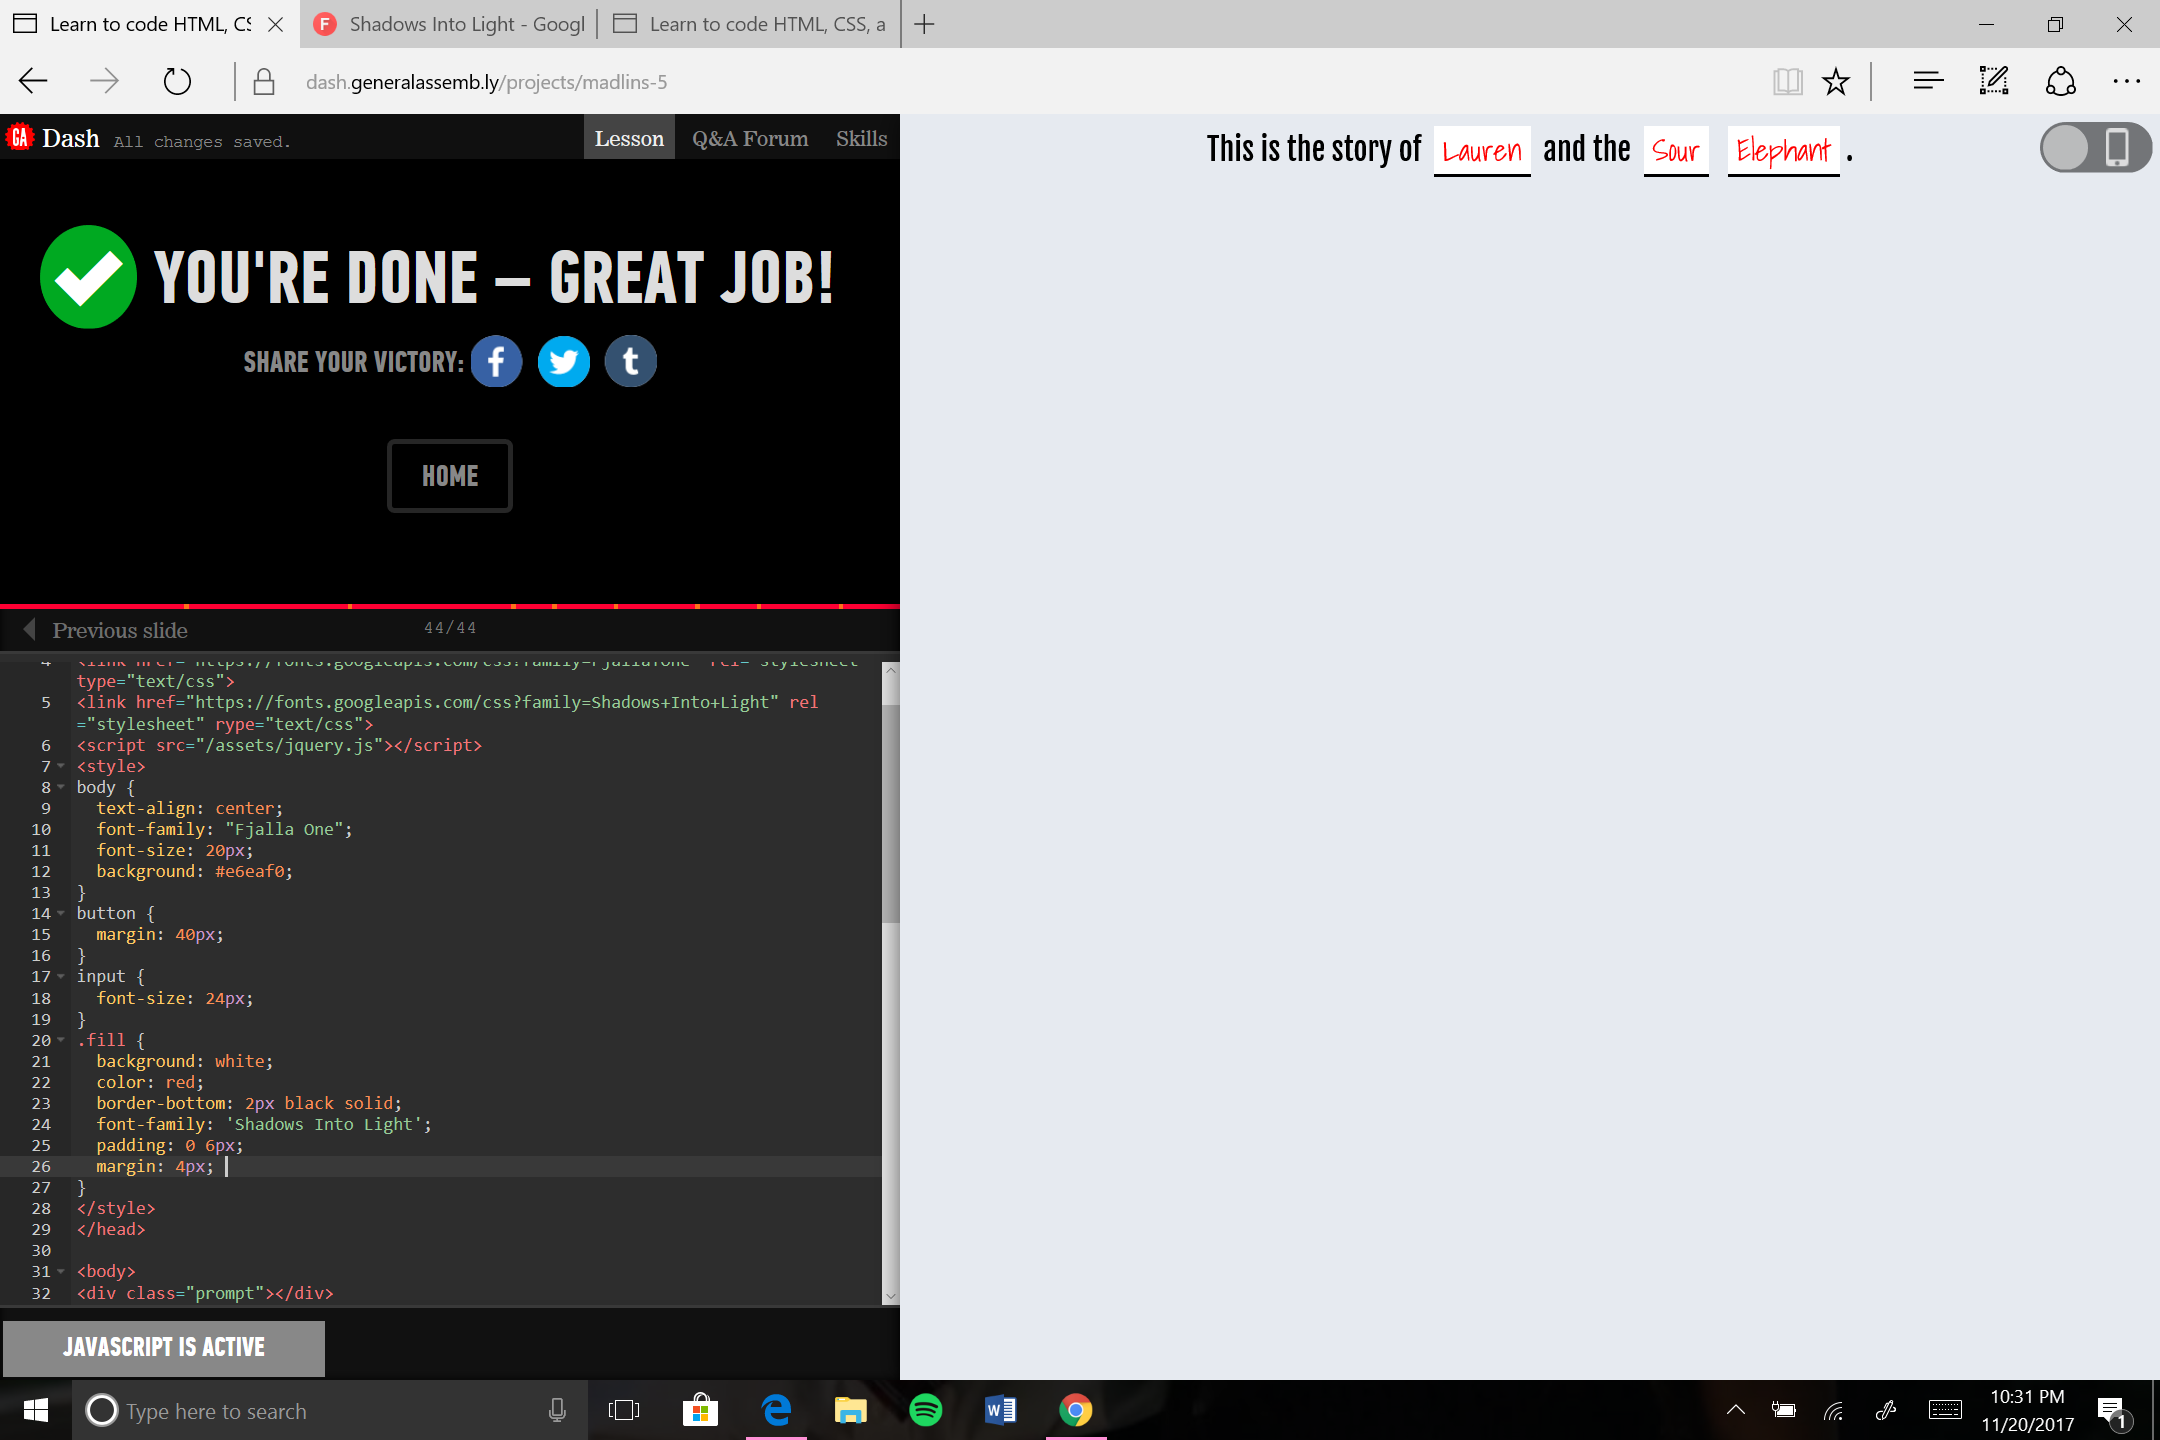 Learn to code HTML, CS
Shadows Into Light - Googl
Learn to code HTML, CSS, a
dash.generalassemb.ly/projects/madlins-5
GA Dash All changes saved.
Lesson Q&A Forum Skills
This is the story of Lauren and the Sour Elephant .
YOU'RE DONE – GREAT JOB!
SHARE YOUR VICTORY:
HOME
Previous slide 44/44
type="text/css">
5 <link href="https://fonts.googleapis.com/css?family=Shadows+Into+Light" rel
="stylesheet" rype="text/css">
6 <script src="/assets/jquery.js"></script>
7 <style>
8 body {
9 text-align: center;
10 font-family: "Fjalla One";
11 font-size: 20px;
12 background: #e6eaf0;
13 }
14 button {
15 margin: 40px;
16 }
17 input {
18 font-size: 24px;
19 }
20 .fill {
21 background: white;
22 color: red;
23 border-bottom: 2px black solid;
24 font-family: 'Shadows Into Light';
25 padding: 0 6px;
26 margin: 4px;
27 }
28 </style>
29 </head>
30
31 <body>
32 <div class="prompt"></div>
JAVASCRIPT IS ACTIVE
Type here to search
10:31 PM
11/20/2017
1